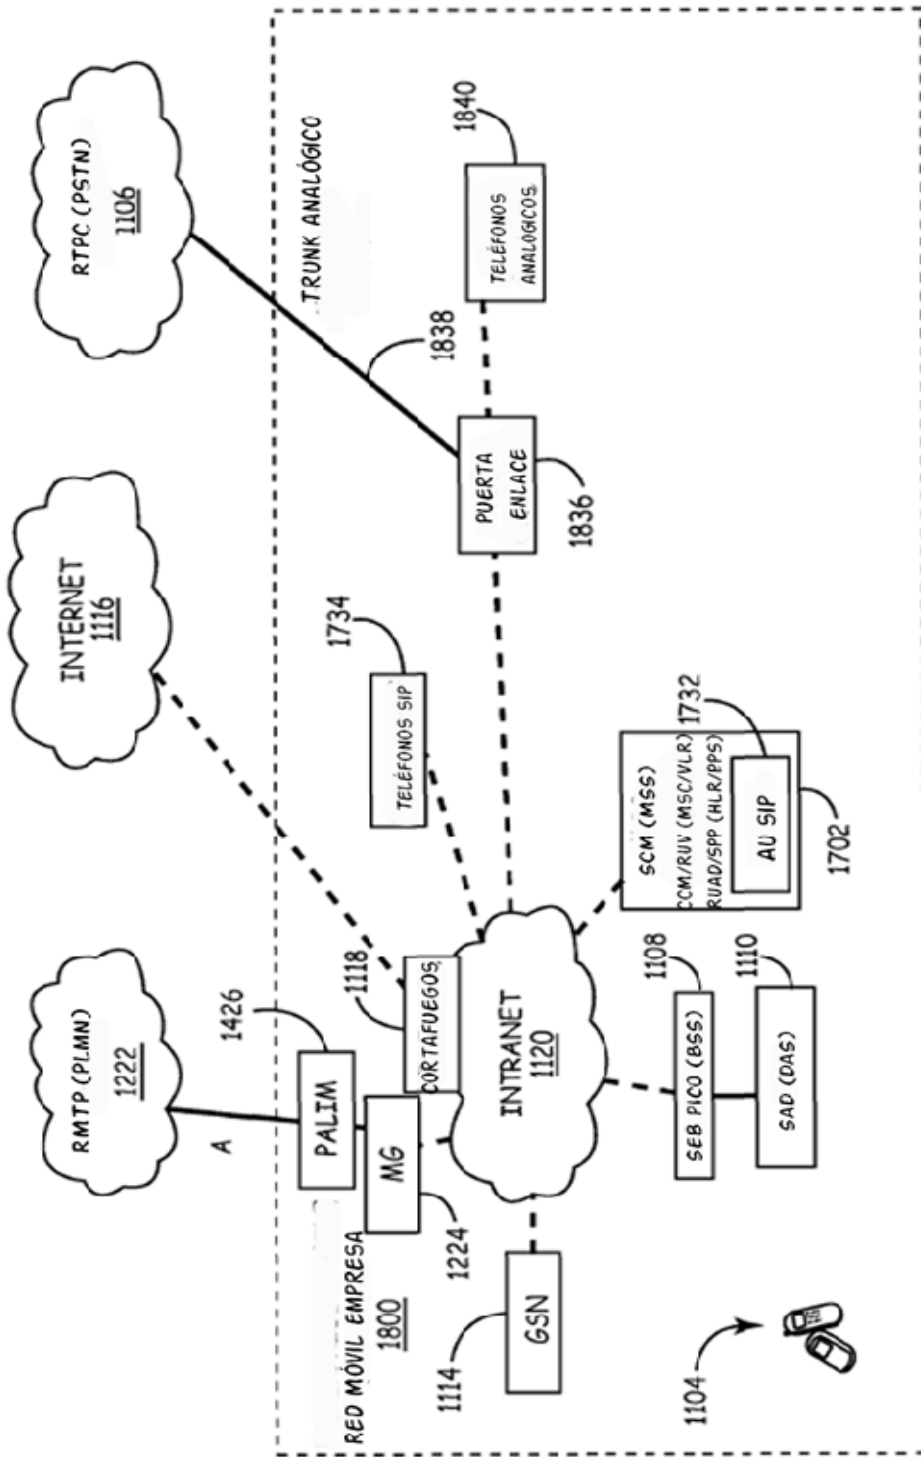 RMTP (PLMN)
1222
INTERNET
1116
RTPC (PSTN)
1106
A
1426
PALIM
RED MÓVIL EMPRESA
1800
MG
1224
1118
CORTAFUEGOS
1734
TELÉFONOS SIP
TRUNK ANALÓGICO
1838
1114
GSN
INTRANET
1120
PUERTA
ENLACE
1836
TELÉFONOS
ANALOGICOS
1840
1108
SEB PICO (BSS)
1110
SAD (DAS)
SCM (MSS)
CCM/RUV (MSC/VLR)
RUAD/SPP (HLR/PPS)
1732
AU SIP
1702
1104